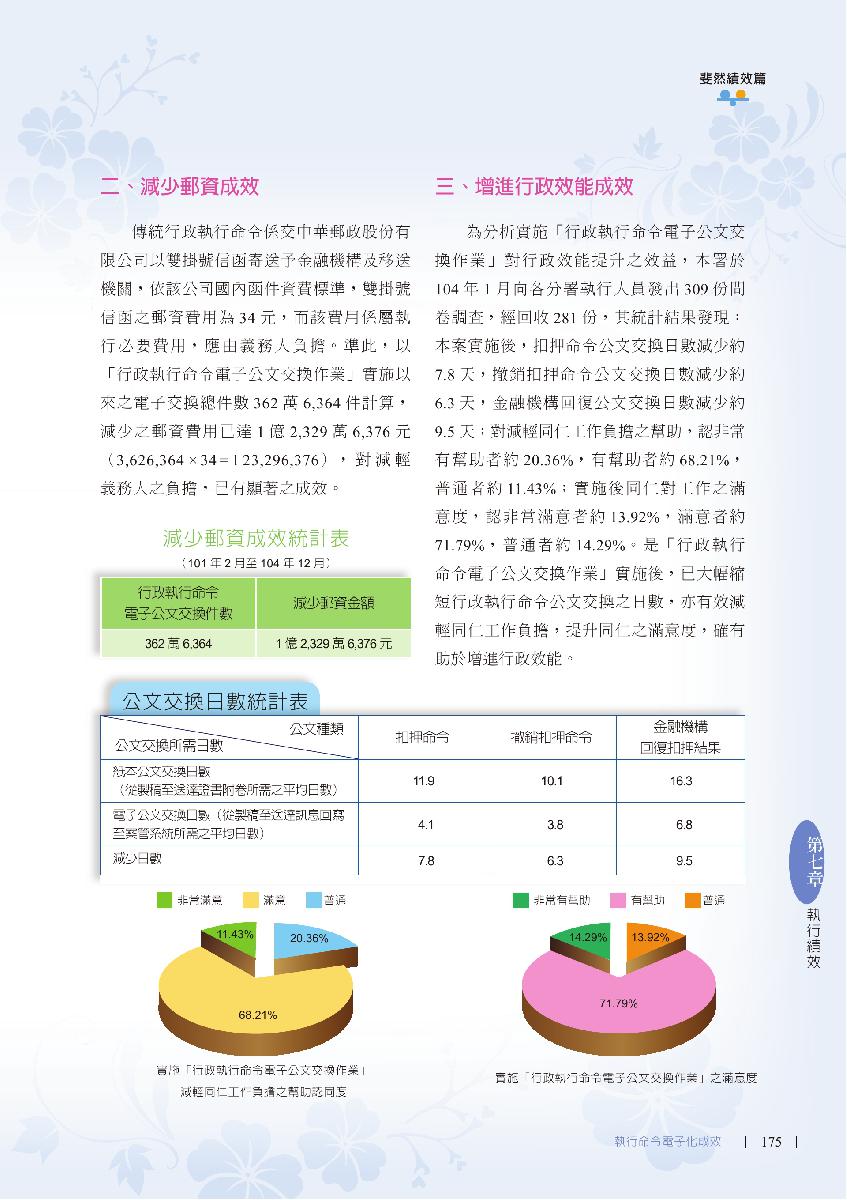 斐然績效篇
二、減少郵資成效
傳統行政執行命令係交中華郵政股份有
限公司以雙掛號信函寄送予金融機構及移送
機關，依該公司國內函件資費標準，雙掛號
信函之郵資費用為 34 元，而該費用係屬執
行必要費用，應由義務人負擔。準此，以
「行政執行命令電子公文交換作業」實施以
來之電子交換總件數 362 萬 6,364 件計算，
減少之郵資費用已達 1 億 2,329 萬 6,376 元
（3,626,364 × 34 = 123,296,376），對減輕
義務人之負擔，已有顯著之成效。
減少郵資成效統計表
（101 年 2 月至 104 年 12 月）
行政執行命令
電子公文交換件數
減少郵資金額
362 萬 6,364
1 億 2,329 萬 6,376 元
三、增進行政效能成效
為分析實施「行政執行命令電子公文交
換作業」對行政效能提升之效益，本署於
104 年 1 月向各分署執行人員發出 309 份問
卷調查，經回收 281 份，其統計結果發現：
本案實施後，扣押命令公文交換日數減少約
7.8 天，撤銷扣押命令公文交換日數減少約
6.3 天，金融機構回復公文交換日數減少約
9.5 天；對減輕同仁工作負擔之幫助，認非常
有幫助者約 20.36%，有幫助者約 68.21%，
普通者約 11.43%；實施後同仁對工作之滿
意度，認非常滿意者約 13.92%，滿意者約
71.79%，普通者約 14.29%。是「行政執行
命令電子公文交換作業」實施後，已大幅縮
短行政執行命令公文交換之日數，亦有效減
輕同仁工作負擔，提升同仁之滿意度，確有
助於增進行政效能。
公文交換日數統計表
公文種類
公文交換所需日數
扣押命令
撤銷扣押命令
金融機構
回復扣押結果
紙本公文交換日數
（從製稿至送達證書附卷所需之平均日數）
11.9
10.1
16.3
電子公文交換日數（從製稿至送達訊息回寫
至案管系統所需之平均日數）
4.1
3.8
6.8
減少日數
7.8
6.3
9.5
非常滿意 滿意 普通
11.43%
20.36%
68.21%
實施「行政執行命令電子公文交換作業」
減輕同仁工作負擔之幫助認同度
非常有幫助 有幫助 普通
14.29%
13.92%
71.79%
實施「行政執行命令電子公文交換作業」之滿意度
第七章
執行績效
執行命令電子化成效 | 175 |